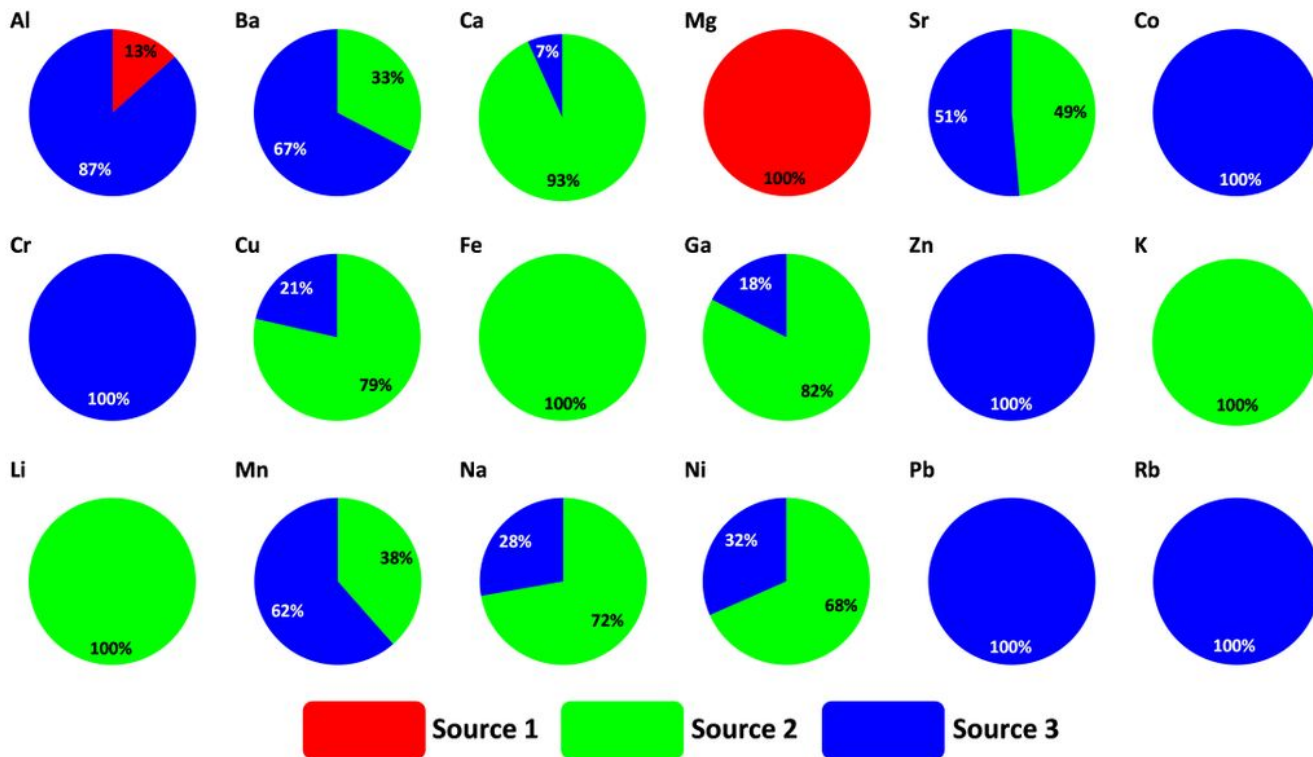 Al Ba Ca Mg Sr Co
13% 33% 7% 51% 49%
87% 67% 93% 100% 100%
Cr Cu Fe Ga Zn K
21% 18%
100% 79% 100% 82% 100% 100%
Li Mn Na Ni Pb Rb
38% 28% 32%
100% 62% 72% 68% 100% 100%
Source 1 Source 2 Source 3